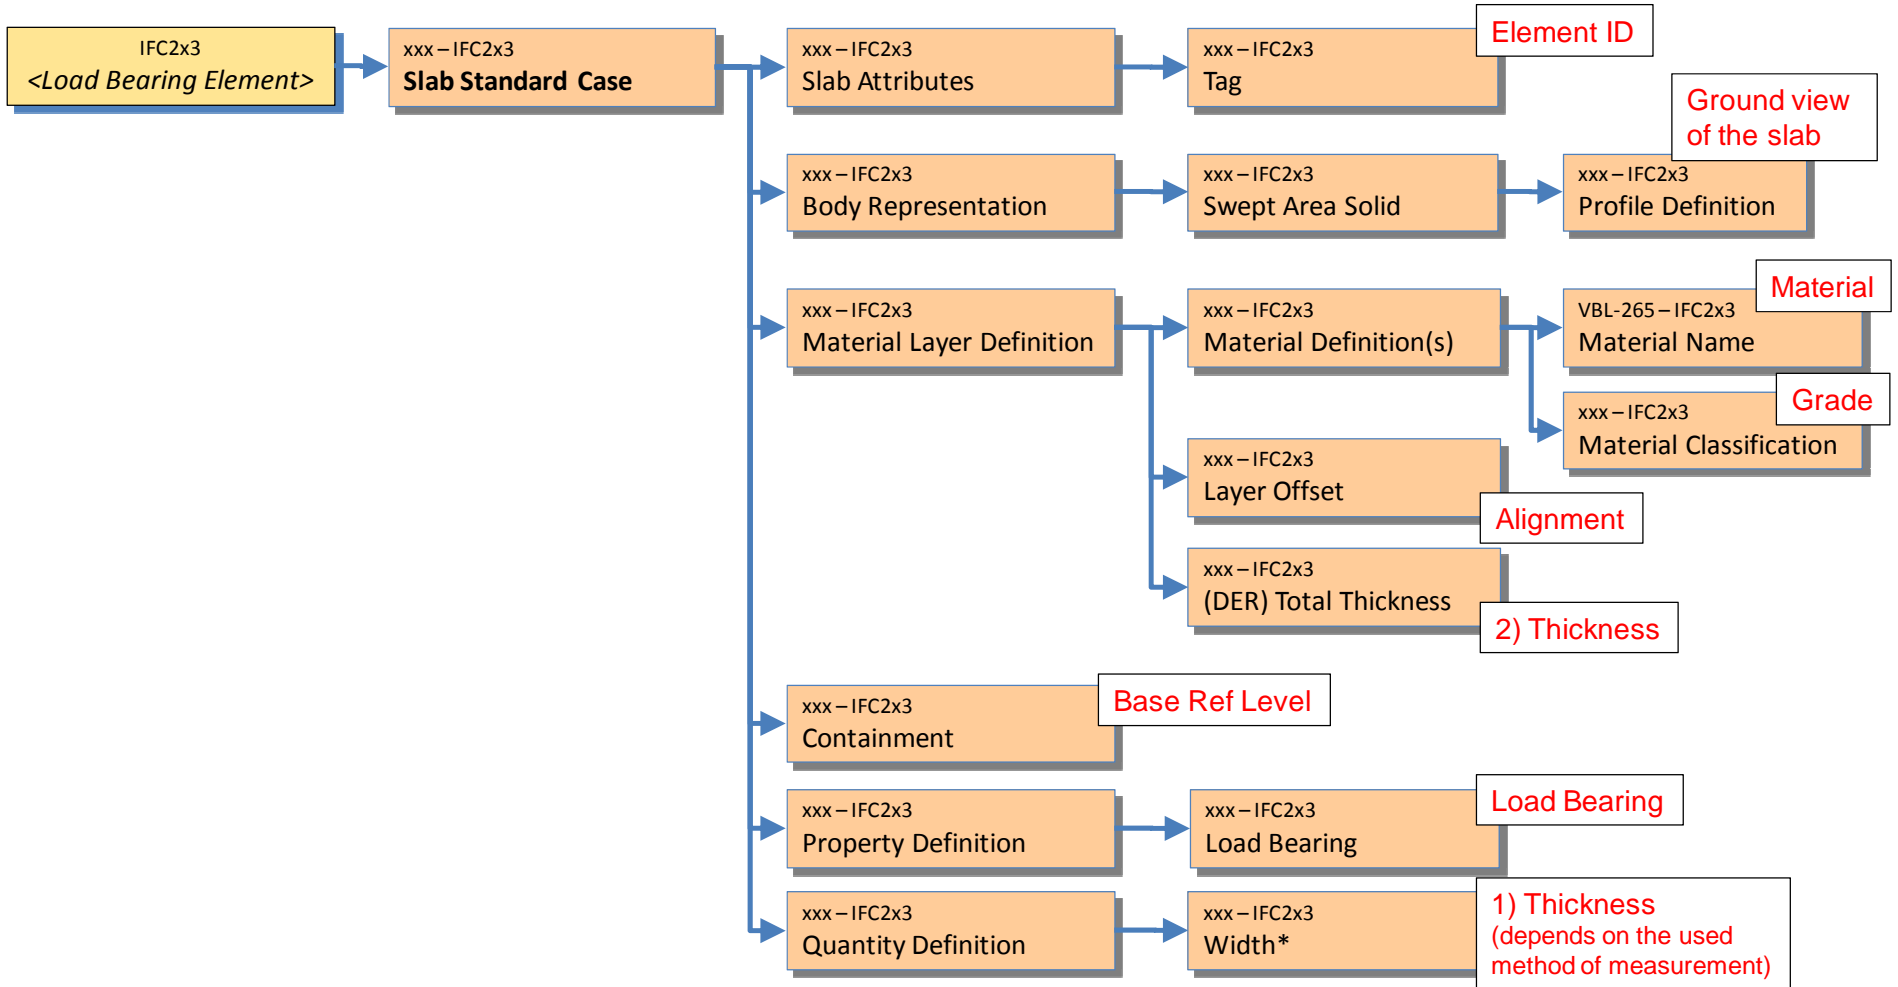 IFC2x3
<Load Bearing Element>
xxx – IFC2x3
Slab Standard Case
xxx – IFC2x3
Slab Attributes
xxx – IFC2x3
Tag
Element ID
xxx – IFC2x3
Body Representation
xxx – IFC2x3
Swept Area Solid
xxx – IFC2x3
Profile Definition
Ground view
of the slab
xxx – IFC2x3
Material Layer Definition
xxx – IFC2x3
Material Definition(s)
VBL-265 – IFC2x3
Material Name
Material
xxx – IFC2x3
Material Classification
Grade
xxx – IFC2x3
Layer Offset
Alignment
xxx – IFC2x3
(DER) Total Thickness
2) Thickness
xxx – IFC2x3
Containment
Base Ref Level
xxx – IFC2x3
Property Definition
xxx – IFC2x3
Load Bearing
Load Bearing
xxx – IFC2x3
Quantity Definition
xxx – IFC2x3
Width*
1) Thickness
(depends on the used
method of measurement)